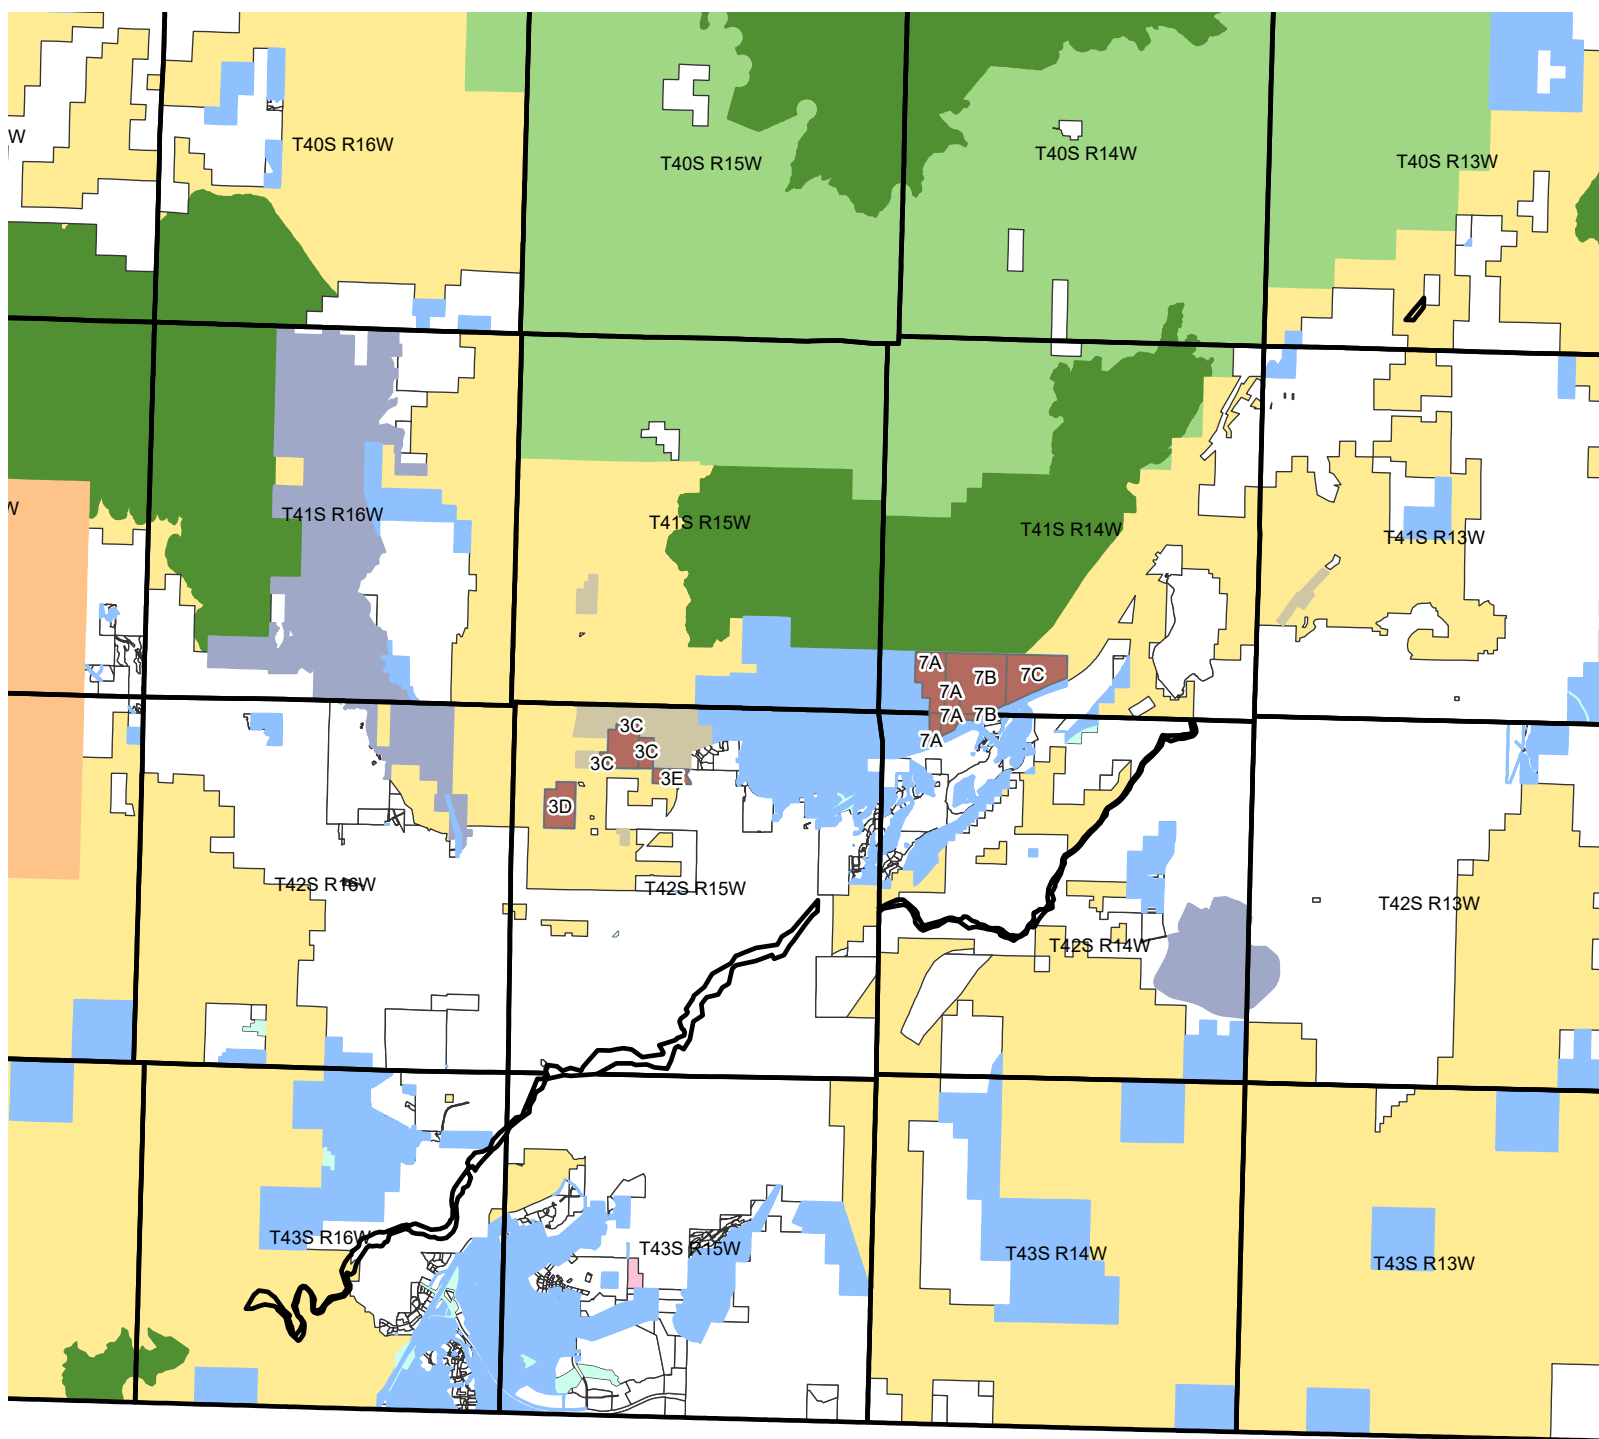 W
T40S R16W
T40S R15W
T40S R14W
T40S R13W
W
T41S R16W
T41S R15W
T41S R14W
T41S R13W
7A
7B
7C
7A
7A
7B
7A
3C
3C
3C
3E
3D
T42S R16W
T42S R15W
T42S R14W
T42S R13W
T43S R16W
T43S R15W
T43S R14W
T43S R13W